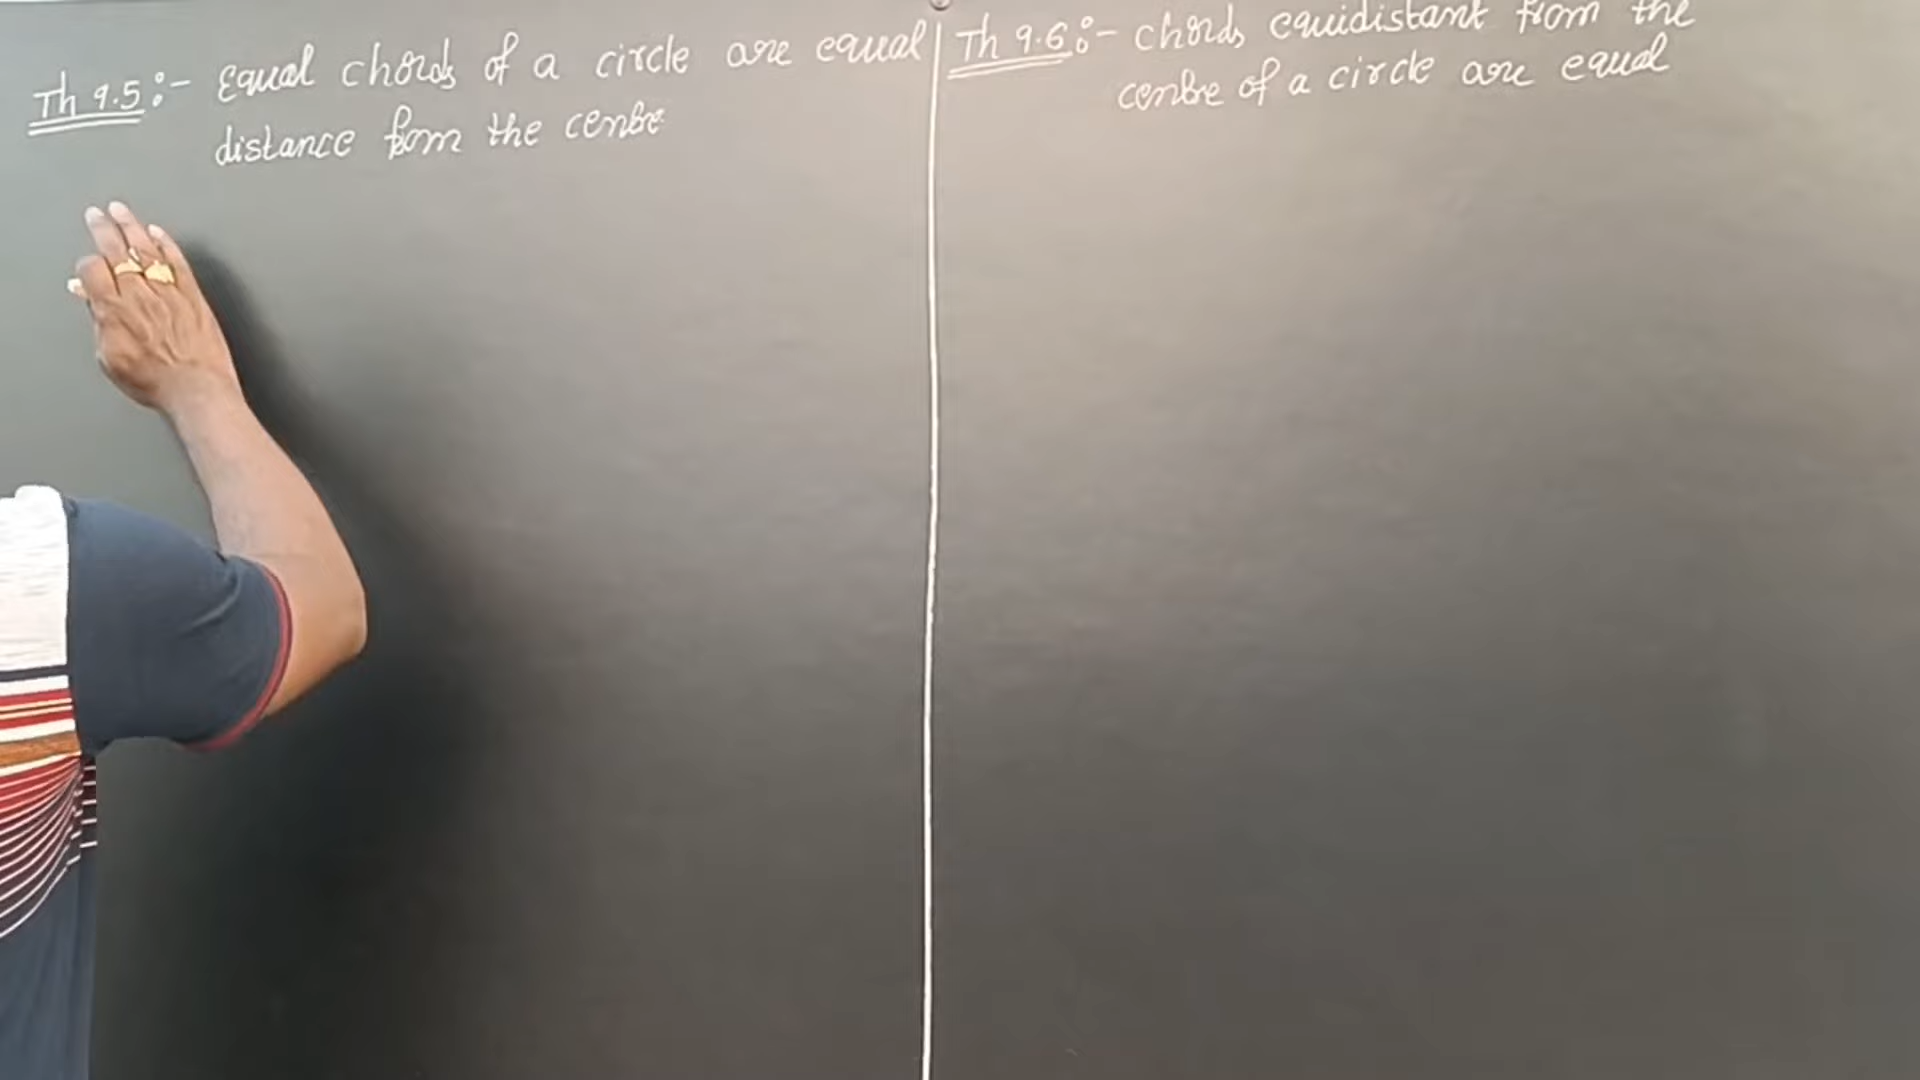 Th 9.5:- Equal chords of a circle are equal
distance from the centre
Th 9.6:- chords equidistant from the
centre of a circle are equal